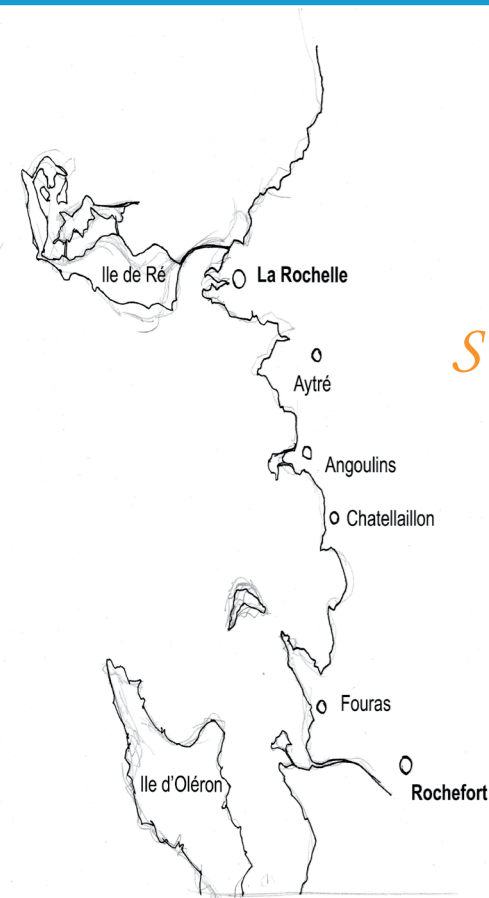 Ile de Ré
La Rochelle
S
Aytré
Angoulins
Chatellaillon
Fouras
Ile d'Oléron
Rochefort